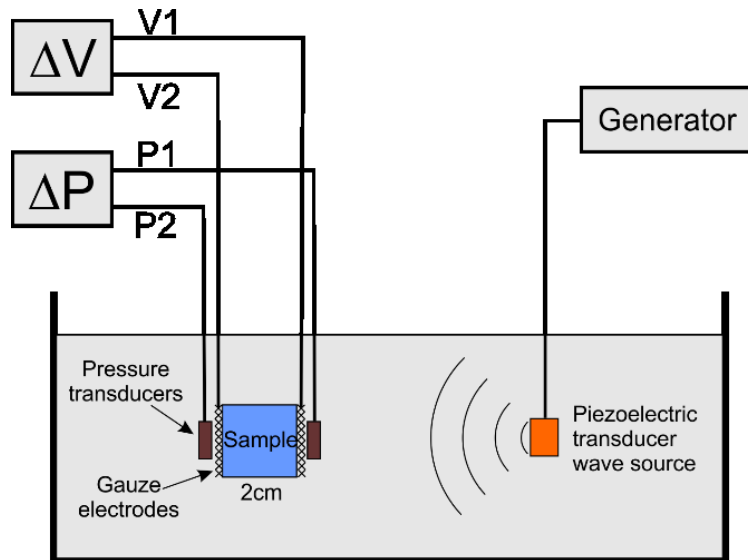 V1
ΔV
V2
Generator
P1
ΔP
P2
Pressure
transducers
Sample
Piezoelectric
transducer
wave source
Gauze
electrodes
2cm